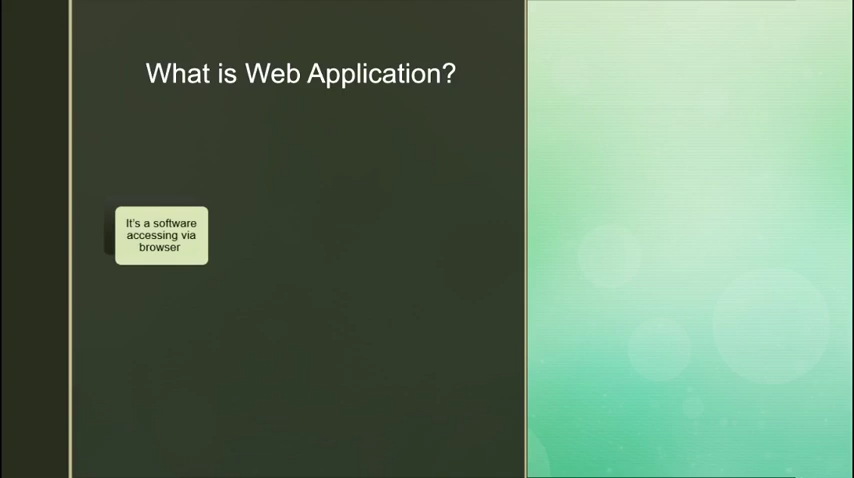 What is Web Application?
It's a software
accessing via
browser